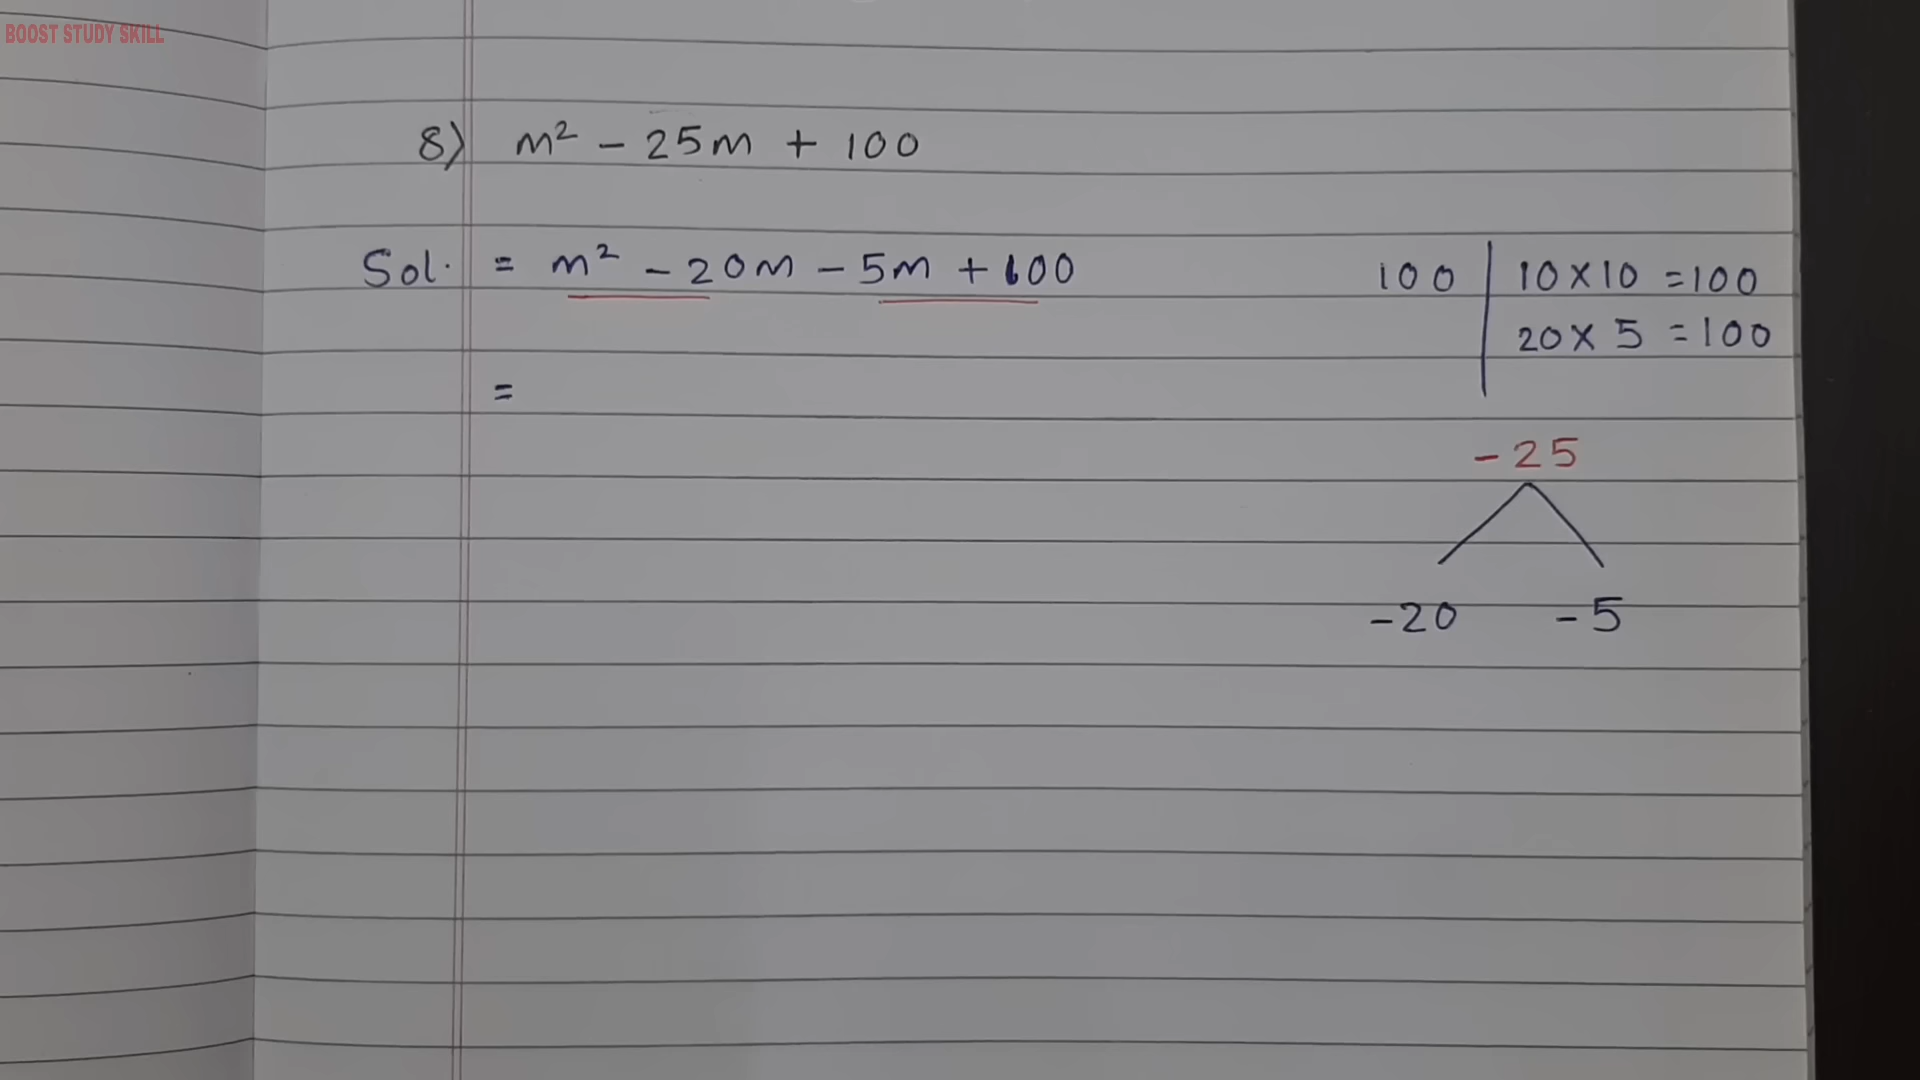 BOOST STUDY SKILL
8) m² - 25m + 100
Sol. = m² - 20m - 5m + 100
=
100 | 10 × 10 = 100
20 × 5 = 100
- 25
-20 - 5